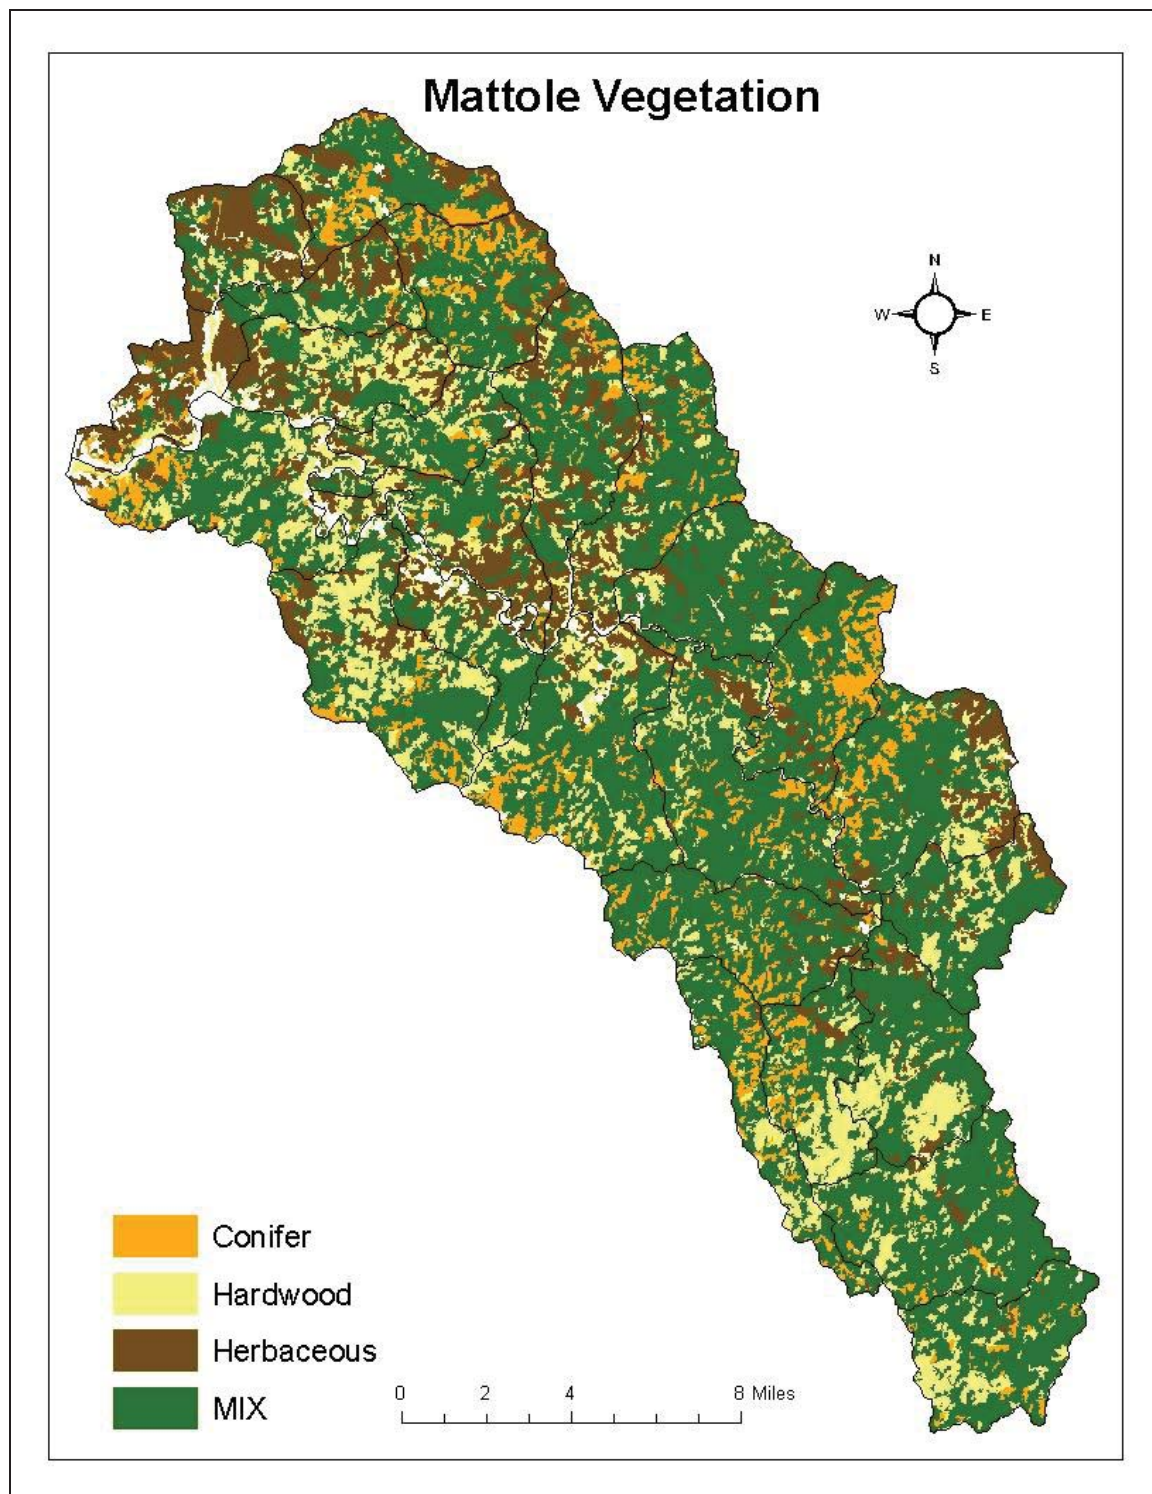 Mattole Vegetation
N
W E
S
Conifer
Hardwood
Herbaceous
MIX
0 2 4 8 Miles